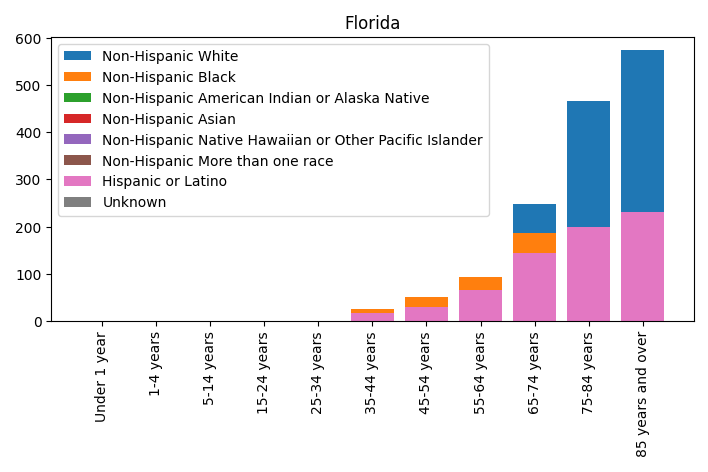 Florida
600
500
400
300
200
100
0
Non-Hispanic White
Non-Hispanic Black
Non-Hispanic American Indian or Alaska Native
Non-Hispanic Asian
Non-Hispanic Native Hawaiian or Other Pacific Islander
Non-Hispanic More than one race
Hispanic or Latino
Unknown
Under 1 year
1-4 years
5-14 years
15-24 years
25-34 years
35-44 years
45-54 years
55-64 years
65-74 years
75-84 years
85 years and over